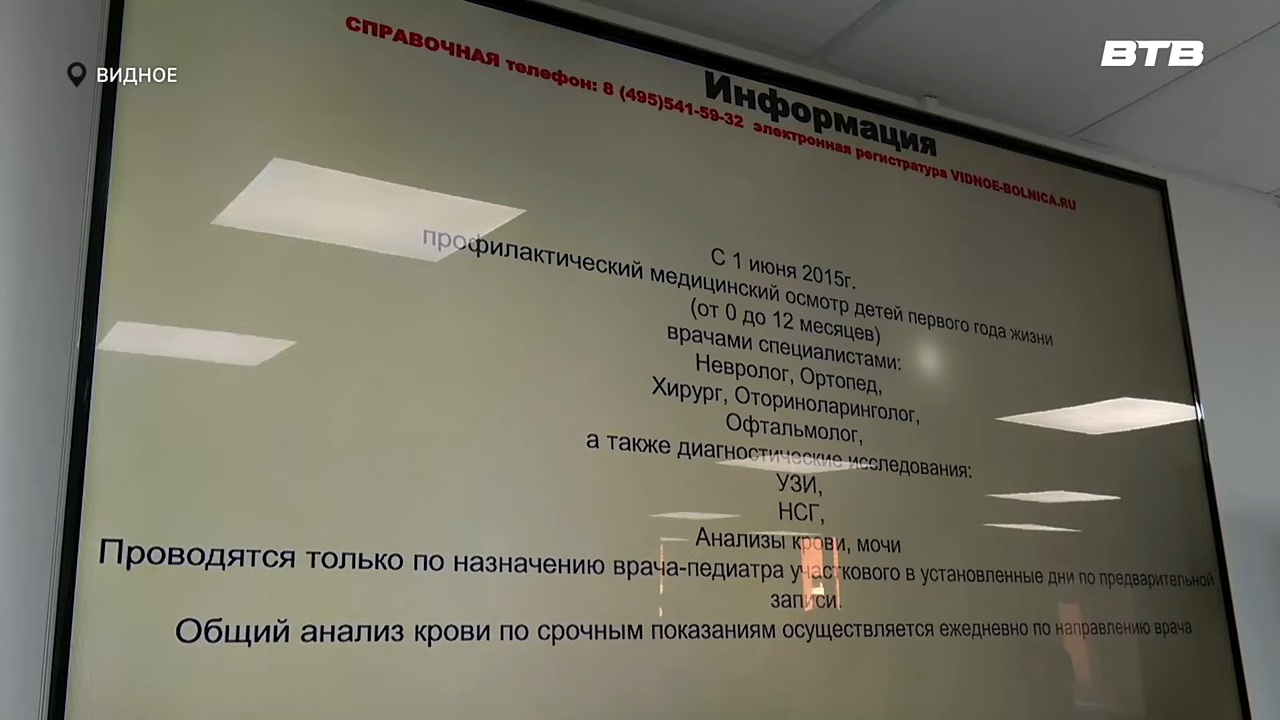 ВИДНОЕ
ВТВ
Информация
СПРАВОЧНАЯ телефон: 8 (495)541-59-32 электронная регистратура VIDNOE-BOLNICA.RU
С 1 июня 2015г.
профилактический медицинский осмотр детей первого года жизни
(от 0 до 12 месяцев)
врачами специалистами:
Невролог, Ортопед,
Хирург, Оториноларинголог,
Офтальмолог,
а также диагностические исследования:
УЗИ,
НСГ,
Анализы крови, мочи
Проводятся только по назначению врача-педиатра участкового в установленные дни по предварительной
записи.
Общий анализ крови по срочным показаниям осуществляется ежедневно по направлению врача